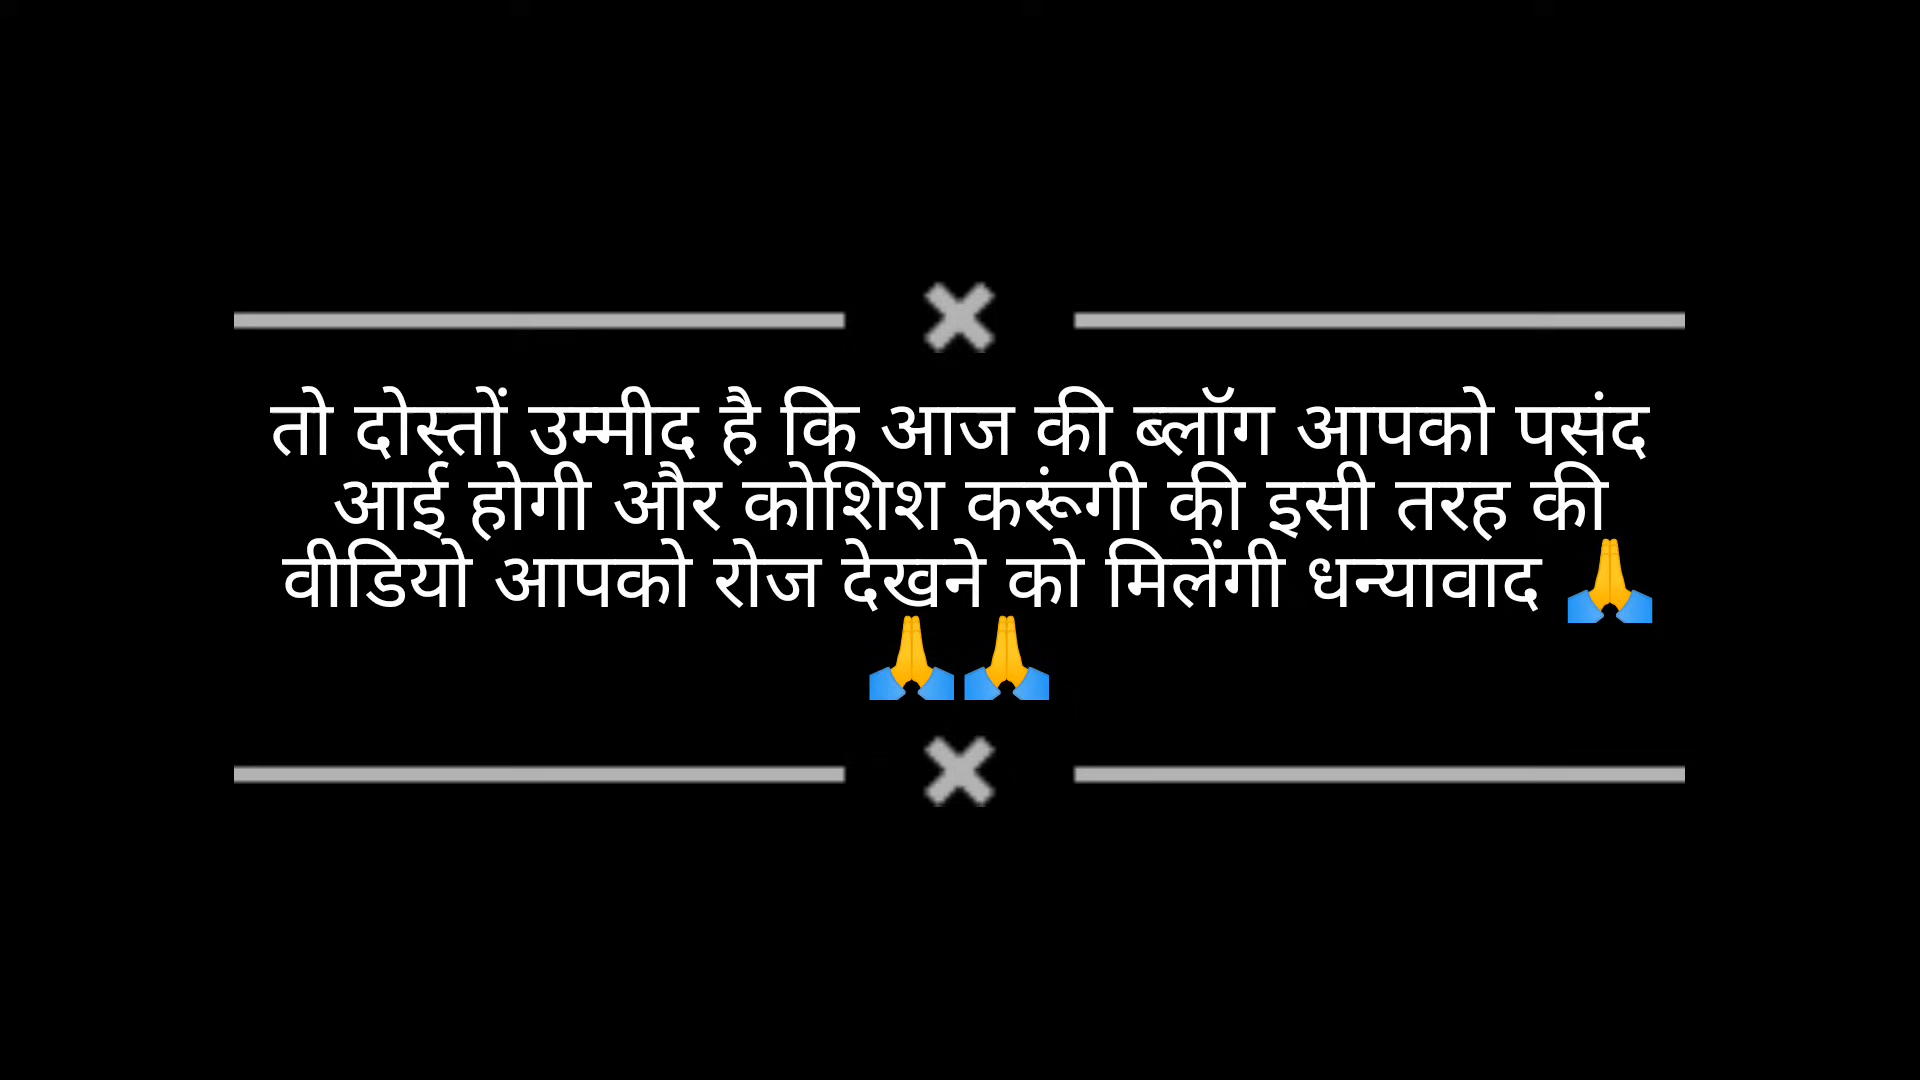 तो दोस्तों उम्मीद है कि आज की ब्लॉग आपको पसंद
आई होगी और कोशिश करूंगी की इसी तरह की
वीडियो आपको रोज देखने को मिलेंगी धन्यावाद 🙏
🙏🙏